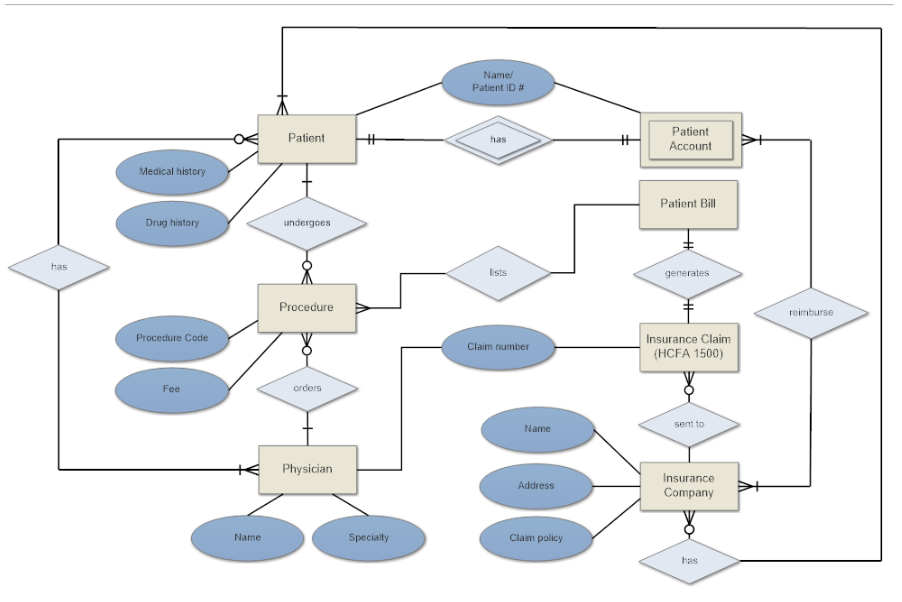 Name/
Patient ID #
Patient
has
Patient
Account
Medical history
Drug history
undergoes
Patient Bill
has
lists
generates
Procedure
reimburse
Procedure Code
Claim number
Insurance Claim
(HCFA 1500)
Fee
orders
Name
sent to
Physician
Address
Insurance
Company
Name
Specialty
Claim policy
has